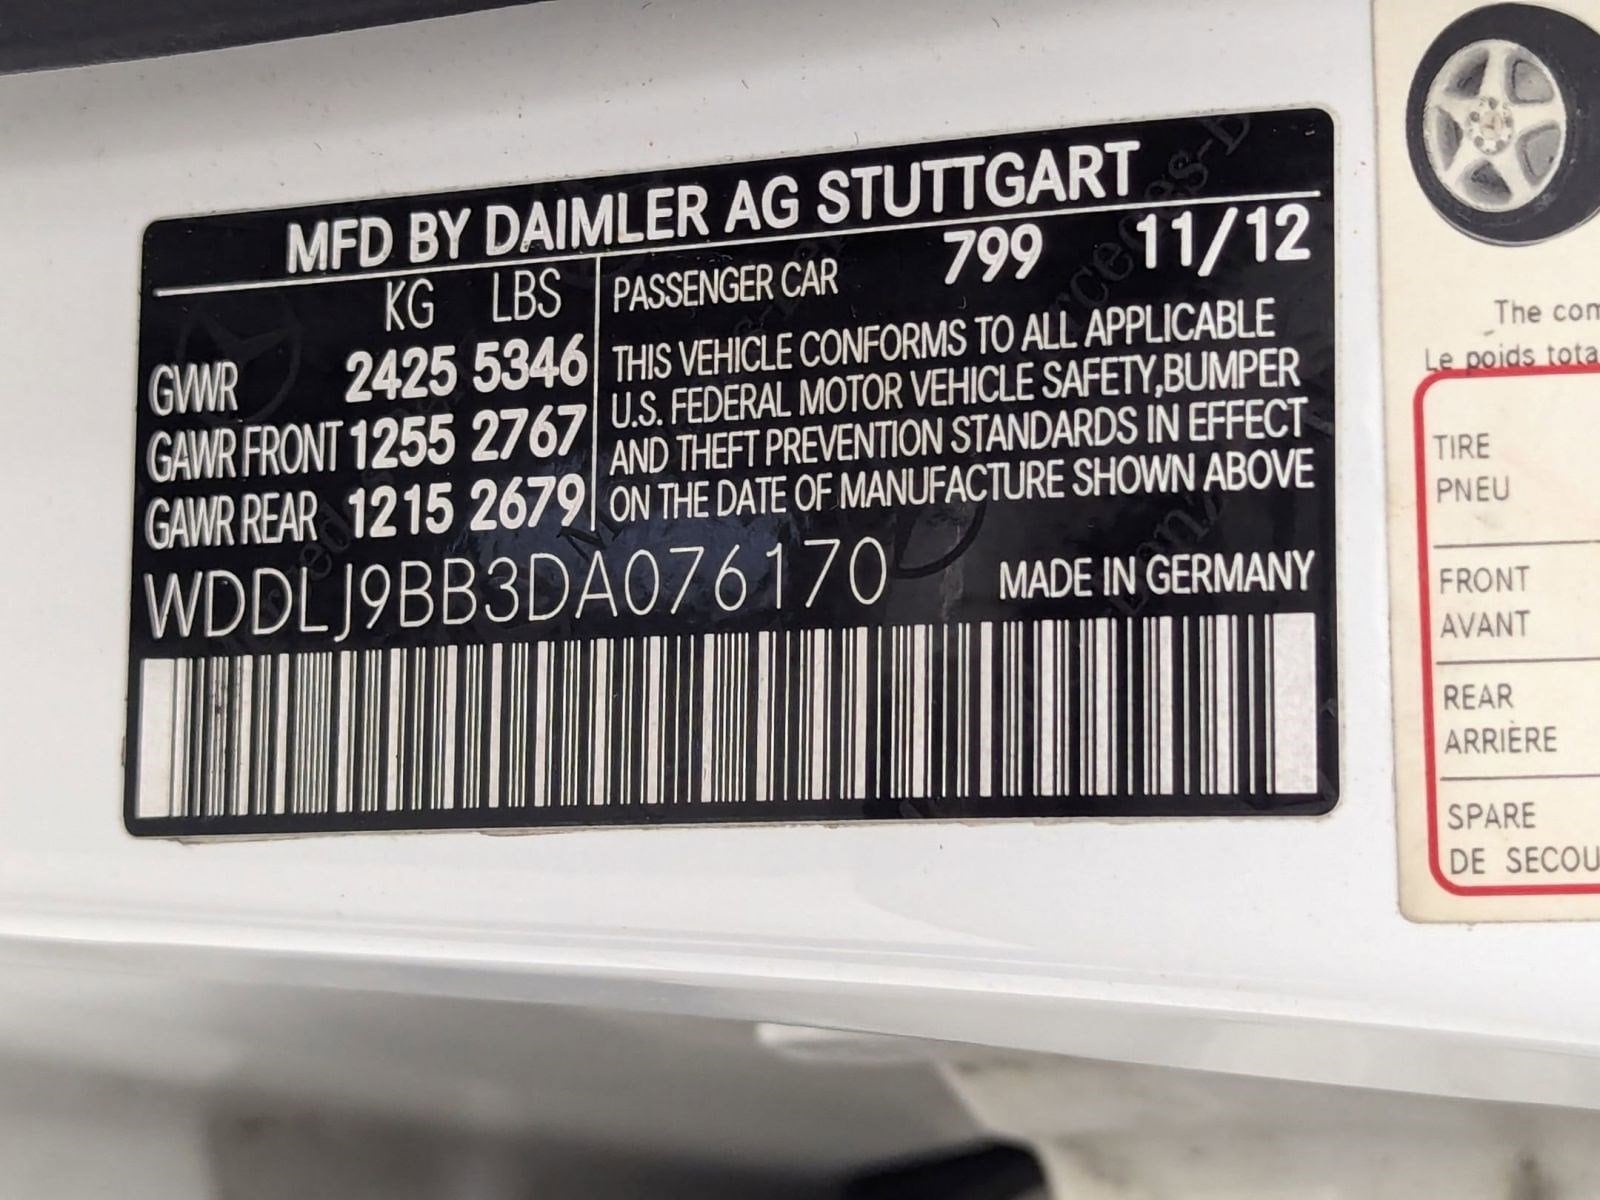 MFD BY DAIMLER AG STUTTGART
KG LBS
GVWR 2425 5346
GAWR FRONT 1255 2767
GAWR REAR 1215 2679
PASSENGER CAR 799 11/12
THIS VEHICLE CONFORMS TO ALL APPLICABLE
U.S. FEDERAL MOTOR VEHICLE SAFETY,BUMPER
AND THEFT PREVENTION STANDARDS IN EFFECT
ON THE DATE OF MANUFACTURE SHOWN ABOVE
WDDLJ9BB3DA076170 MADE IN GERMANY
The com
Le poids tota
TIRE
PNEU
FRONT
AVANT
REAR
ARRIÈRE
SPARE
DE SECOU